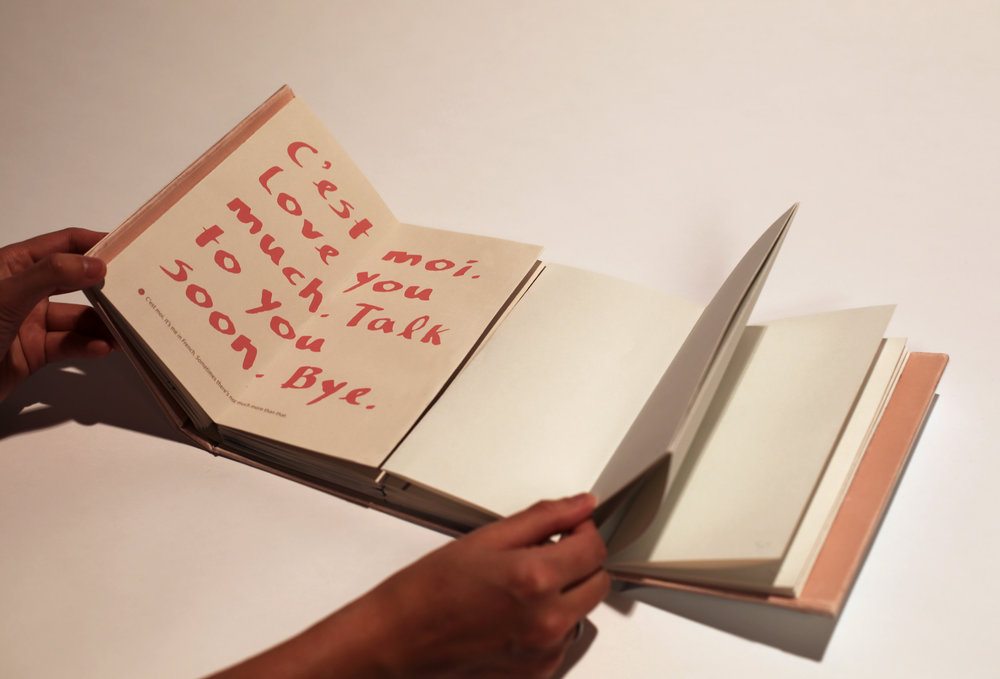 C'est moi.
Love you
much. Talk
to you
soon. Bye.
C'est moi. It's me in French. Sometimes there's not much more than that.